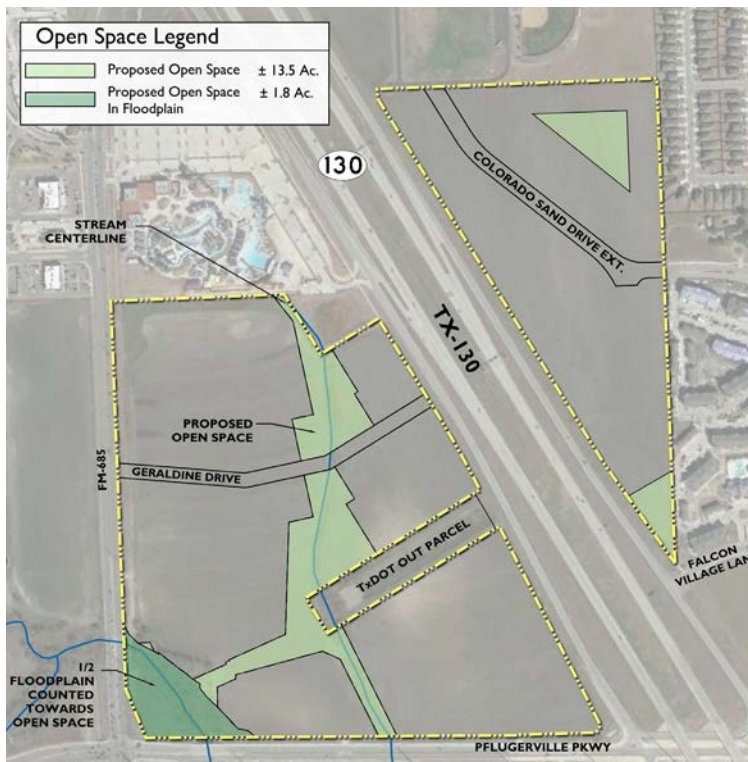 Open Space Legend
Proposed Open Space ± 13.5 Ac.
Proposed Open Space ± 1.8 Ac.
In Floodplain
130
COLORADO SAND DRIVE EXT.
STREAM
CENTERLINE
TX-130
PROPOSED
OPEN SPACE
FM-685
GERALDINE DRIVE
TxDOT OUT PARCEL
FALCON
VILLAGE LAN
1/2
FLOODPLAIN
COUNTED
TOWARDS
OPEN SPACE
PFLUGERVILLE PKWY